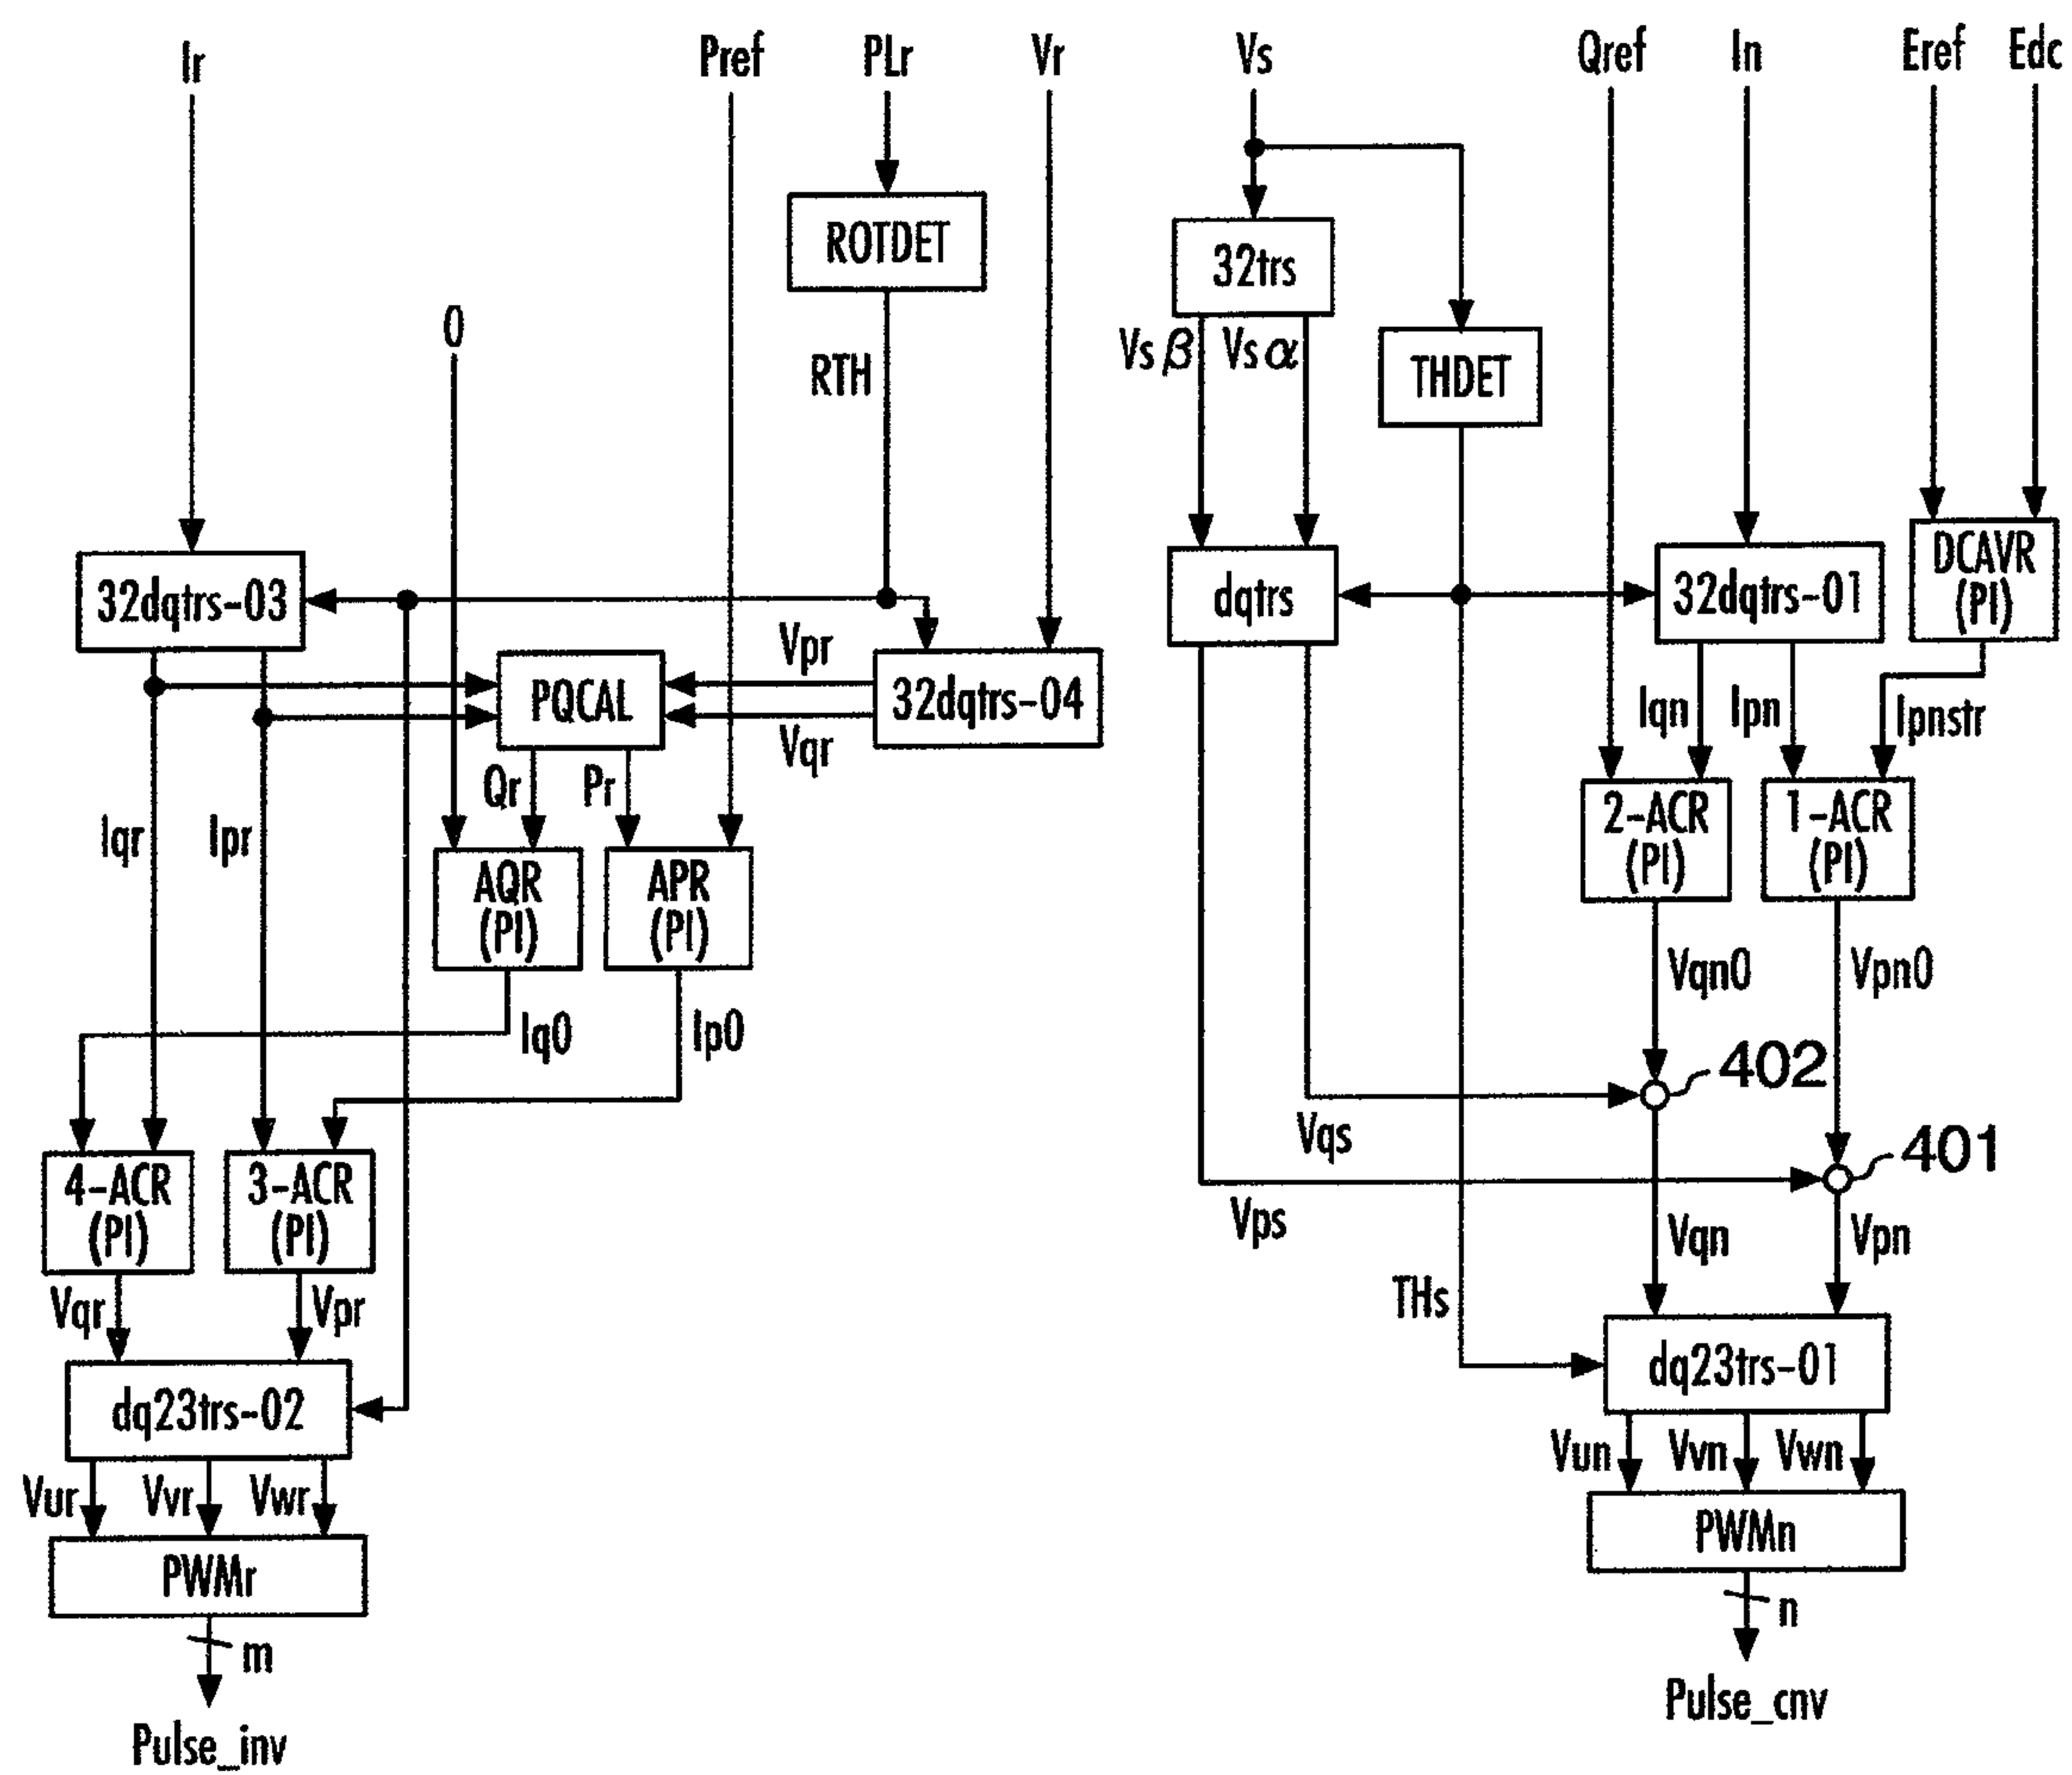 Ir
Pref
PLr
Vr
Vs
Qref
In
Eref
Edc
ROTDET
32trs
0
RTH
Vsβ
Vsα
THDET
32dqtrs-03
dqtrs
32dqtrs-01
DCAVR
(PI)
Vpr
PQCAL
32dqtrs-04
Vqr
Iqn
Ipn
Ipnstr
Qr
Pr
Iqr
Ipr
2-ACR
(PI)
1-ACR
(PI)
AQR
(PI)
APR
(PI)
Vqn0
Vpn0
Iq0
Ip0
402
Vqs
401
4-ACR
(PI)
3-ACR
(PI)
Vps
Vqn
Vpn
Vqr
Vpr
THs
dq23trs-02
dq23trs-01
Vur
Vvr
Vwr
Vun
Vvn
Vwn
PWMr
PWMn
m
n
Pulse_inv
Pulse_cnv